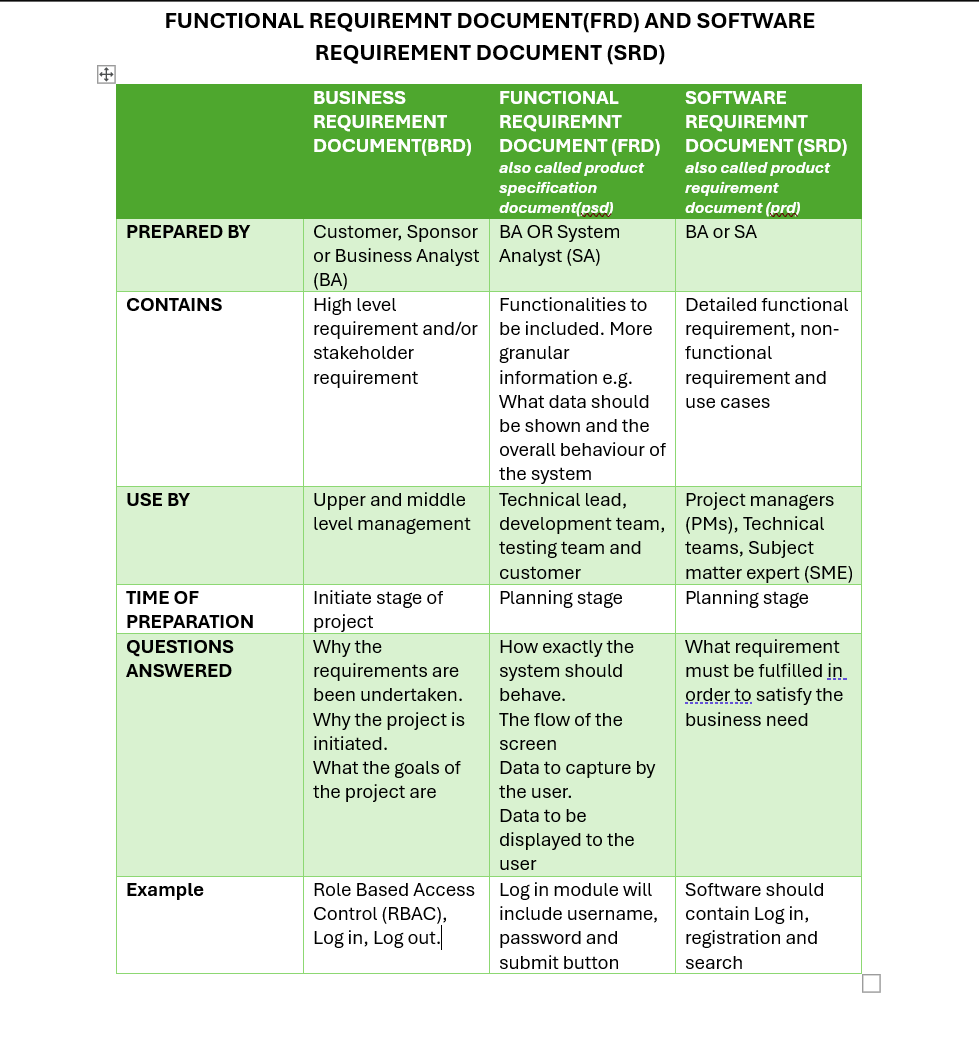 FUNCTIONAL REQUIREMNT DOCUMENT(FRD) AND SOFTWARE
REQUIREMENT DOCUMENT (SRD)
BUSINESS
REQUIREMENT
DOCUMENT(BRD)
FUNCTIONAL
REQUIREMNT
DOCUMENT (FRD)
also called product
specification
document(psd)
SOFTWARE
REQUIREMNT
DOCUMENT (SRD)
also called product
requirement
document (prd)
PREPARED BY
Customer, Sponsor
or Business Analyst
(BA)
BA OR System
Analyst (SA)
BA or SA
CONTAINS
High level
requirement and/or
stakeholder
requirement
Functionalities to
be included. More
granular
information e.g.
What data should
be shown and the
overall behaviour of
the system
Detailed functional
requirement, non-
functional
requirement and
use cases
USE BY
Upper and middle
level management
Technical lead,
development team,
testing team and
customer
Project managers
(PMs), Technical
teams, Subject
matter expert (SME)
TIME OF
PREPARATION
Initiate stage of
project
Planning stage
Planning stage
QUESTIONS
ANSWERED
Why the
requirements are
been undertaken.
Why the project is
initiated.
What the goals of
the project are
How exactly the
system should
behave.
The flow of the
screen
Data to capture by
the user.
Data to be
displayed to the
user
What requirement
must be fulfilled in
order to satisfy the
business need
Example
Role Based Access
Control (RBAC),
Log in, Log out.
Log in module will
include username,
password and
submit button
Software should
contain Log in,
registration and
search